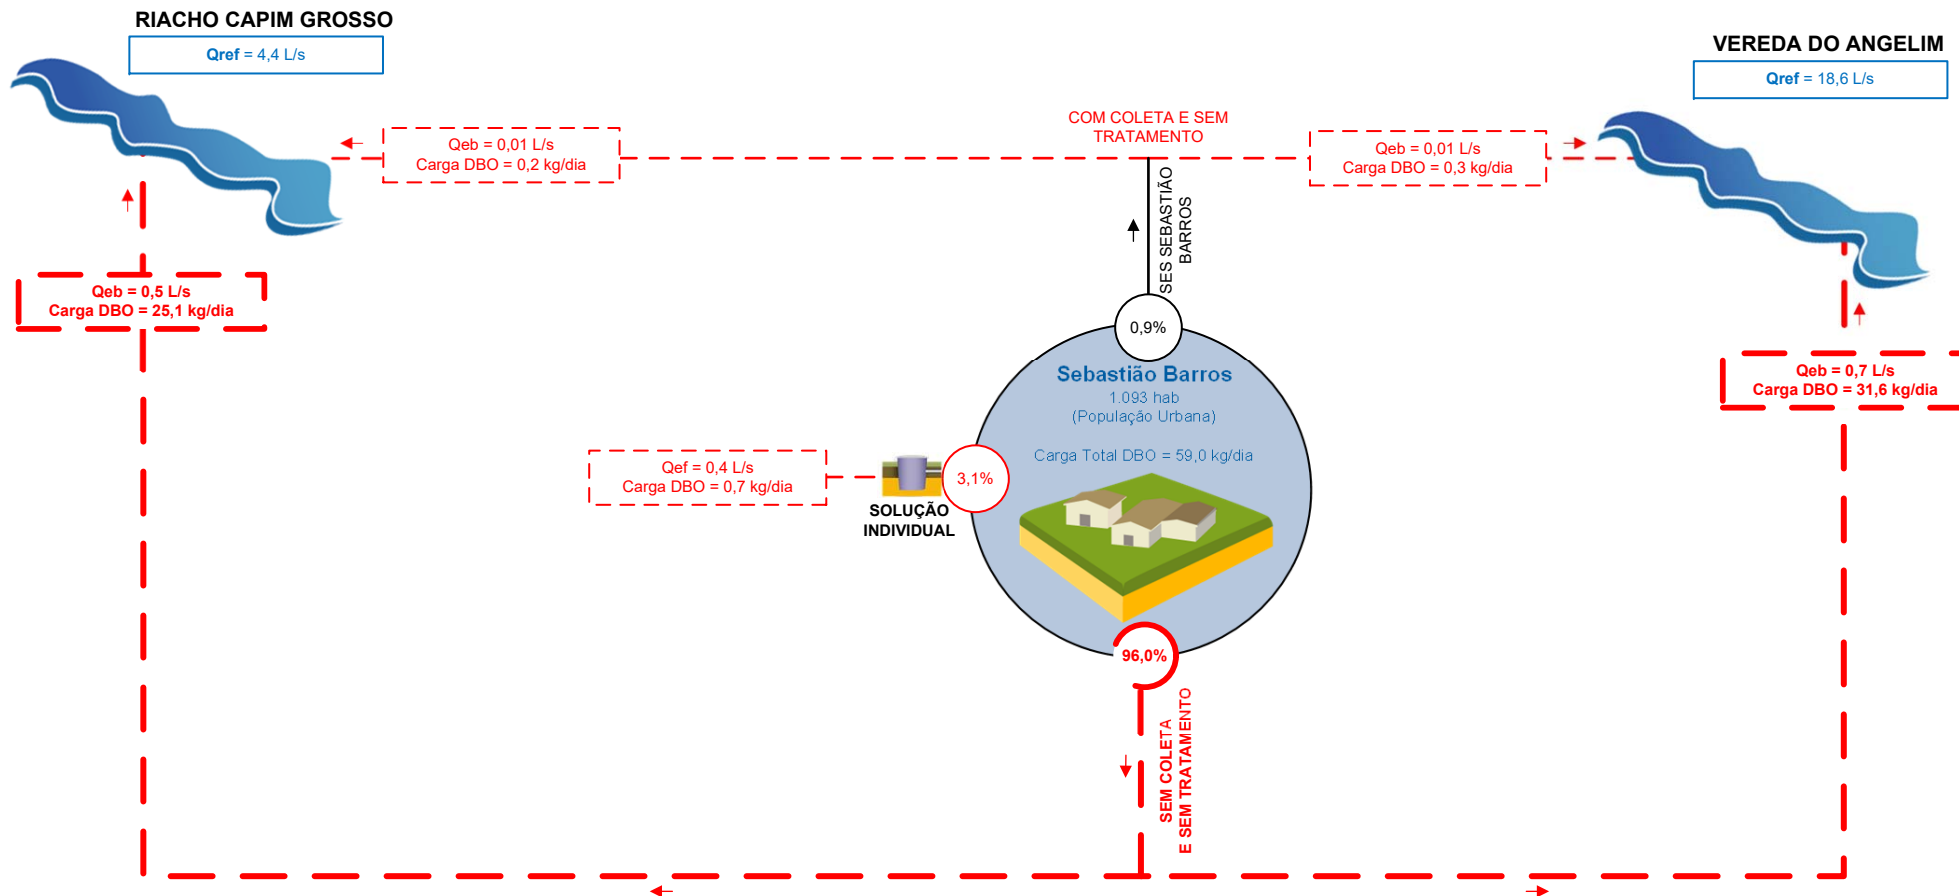 RIACHO CAPIM GROSSO
Qref = 4,4 L/s
VEREDA DO ANGELIM
Qref = 18,6 L/s
COM COLETA E SEM
TRATAMENTO
Qeb = 0,01 L/s
Carga DBO = 0,2 kg/dia
Qeb = 0,01 L/s
Carga DBO = 0,3 kg/dia
SES SEBASTIÃO
BARROS
Qeb = 0,5 L/s
Carga DBO = 25,1 kg/dia
0,9%
Sebastião Barros
1.093 hab
(População Urbana)
Carga Total DBO = 59,0 kg/dia
Qeb = 0,7 L/s
Carga DBO = 31,6 kg/dia
Qef = 0,4 L/s
Carga DBO = 0,7 kg/dia
3,1%
SOLUÇÃO
INDIVIDUAL
96,0%
SEM COLETA
E SEM TRATAMENTO